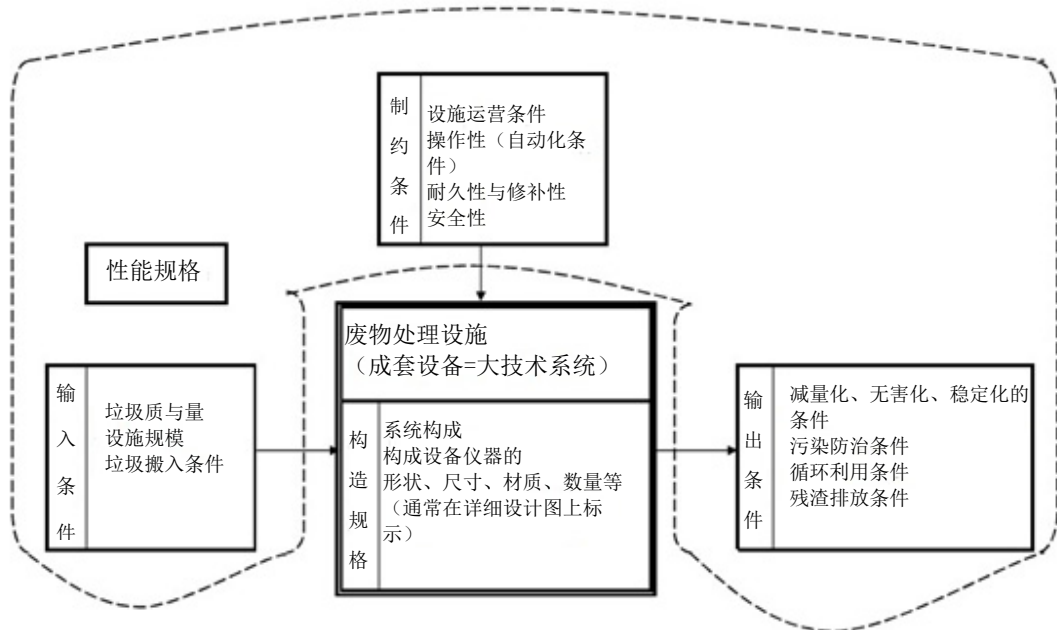 制约条件
设施运营条件
操作性（自动化条
件）
耐久性与修补性
安全性
性能规格
输入条件
垃圾质与量
设施规模
垃圾搬入条件
废物处理设施
（成套设备=大技术系统）
构造规格
系统构成
构成设备仪器的
形状、尺寸、材质、数量等
（通常在详细设计图上标
示）
输出条件
减量化、无害化、稳定化的
条件
污染防治条件
循环利用条件
残渣排放条件